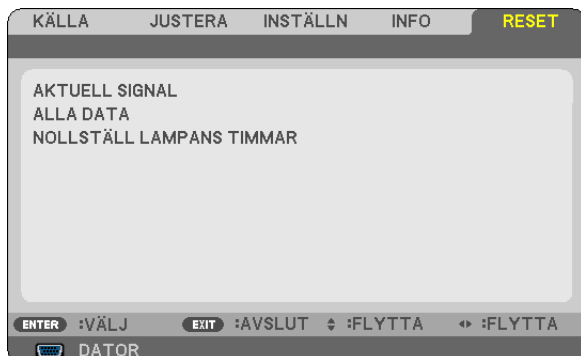 KÄLLA JUSTERA INSTÄLLN INFO RESET
AKTUELL SIGNAL
ALLA DATA
NOLLSTÄLL LAMPANS TIMMAR
ENTER :VÄLJ EXIT :AVSLUT :FLYTTA :FLYTTA
DATOR